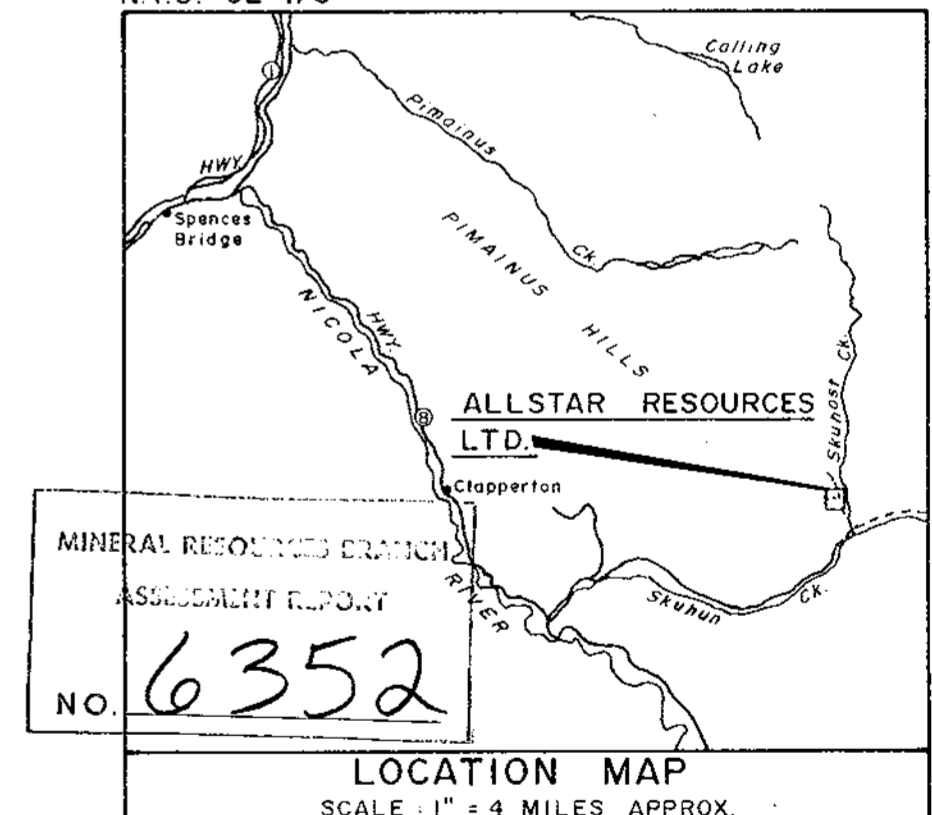 Calling
Lake
1
Pimainus
HWY.
Spences
Bridge
PIMAINUS
Ck.
NICOLA
HWY.
HILLS
Skuhost Ck.
8
ALLSTAR RESOURCES
LTD.
Clapperton
MINERAL RESOURCES BRANCH
ASSESSMENT REPORT
RIVER
Skuhun Ck.
NO. 6352
LOCATION MAP
SCALE : 1" = 4 MILES APPROX.